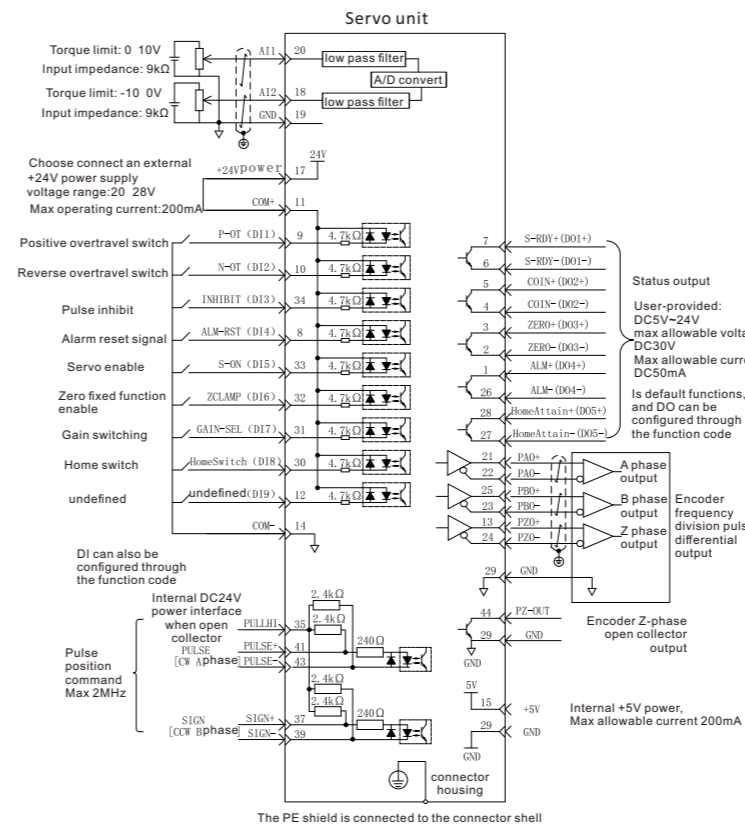 Servo unit
Torque limit: 0 10V
Input impedance: 9kΩ
AI1
20
low pass filter
A/D convert
Torque limit: -10 0V
Input impedance: 9kΩ
AI2
18
low pass filter
GND
19
Choose connect an external
+24V power supply
voltage range:20 28V
Max operating current:200mA
+24Vpower
17
24V
COM+
11
Positive overtravel switch
P-OT (DI1)
9
4.7kΩ
Reverse overtravel switch
N-OT (DI2)
10
4.7kΩ
Pulse inhibit
INHIBIT (DI3)
34
4.7kΩ
Alarm reset signal
ALM-RST (DI4)
8
4.7kΩ
Servo enable
S-ON (DI5)
33
4.7kΩ
Zero fixed function
enable
ZCLAMP (DI6)
32
4.7kΩ
Gain switching
GAIN-SEL (DI7)
31
4.7kΩ
Home switch
HomeSwitch (DI8)
30
4.7kΩ
undefined
undefined(DI9)
12
4.7kΩ
COM-
14
DI can also be
configured through
the function code
Internal DC24V
power interface
when open
collector
PULLHI
35
2.4kΩ
2.4kΩ
Pulse
position
command
Max 2MHz
PULSE
[CW Aphase]
PULSE+
41
240Ω
PULSE-
43
2.4kΩ
2.4kΩ
SIGN
[CCW Bphase]
SIGN+
37
240Ω
SIGN-
39
7
S-RDY+(DO1+)
6
S-RDY-(DO1-)
5
COIN+(DO2+)
4
COIN-(DO2-)
3
ZERO+(DO3+)
2
ZERO-(DO3-)
1
ALM+(DO4+)
26
ALM-(DO4-)
28
HomeAttain+(DO5+)
27
HomeAttain-(DO5-)
Status output
User-provided:
DC5V~24V
max allowable volta
DC30V
Max allowable curre
DC50mA
Is default functions,
and DO can be
configured through
the function code
21
PAO+
22
PAO-
A phase
output
25
PBO+
23
PBO-
B phase
output
13
PZO+
24
PZO-
Z phase
output
Encoder
frequency
division puls
differential
output
29
GND
44
PZ-OUT
29
GND
GND
Encoder Z-phase
open collector
output
5V
15
+5V
29
GND
GND
Internal +5V power,
Max allowable current 200mA
connector
housing
The PE shield is connected to the connector shell